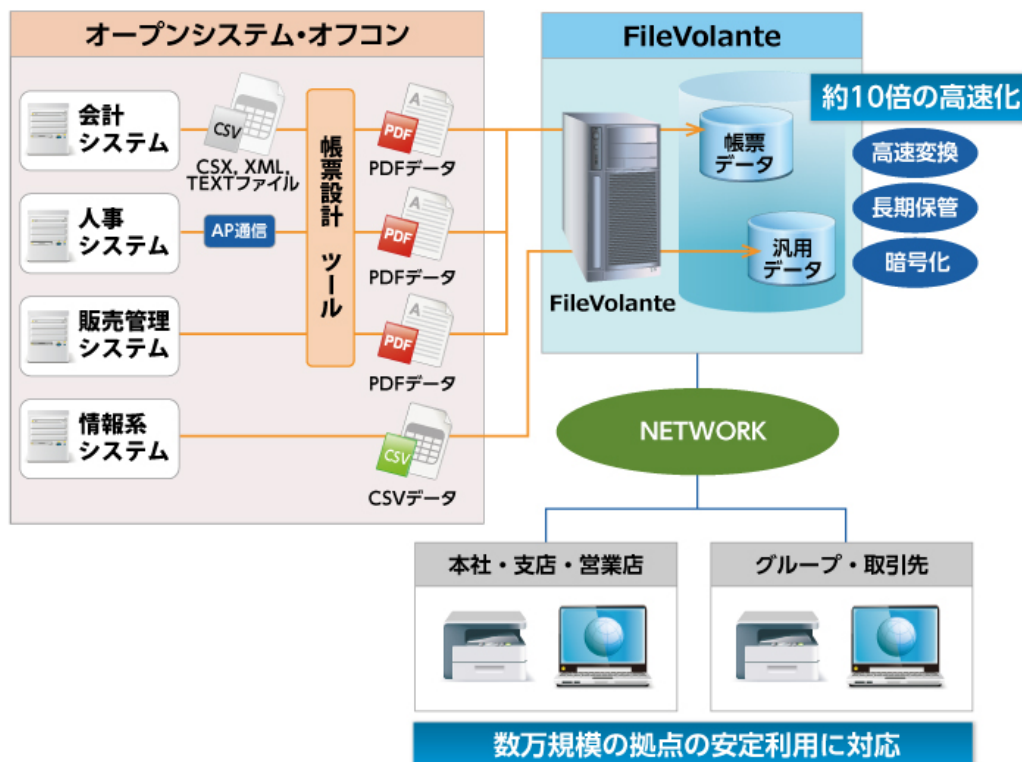 オープンシステム・オフコン
会計
システム
CSV
CSX, XML,
TEXTファイル
人事
システム
AP通信
販売管理
システム
情報系
システム
帳票設計 ツール
PDF
PDFデータ
PDF
PDFデータ
PDF
PDFデータ
CSV
CSVデータ
FileVolante
FileVolante
帳票
データ
汎用
データ
約10倍の高速化
高速変換
長期保管
暗号化
NETWORK
本社・支店・営業店
グループ・取引先
数万規模の拠点の安定利用に対応